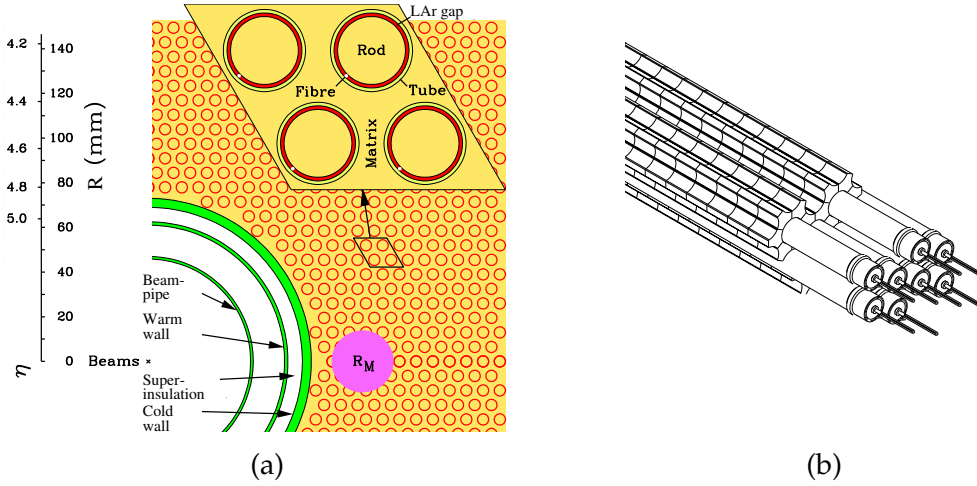 LAr gap
4.2
140
Rod
Fibre
Tube
120
4.4
100
Matrix
4.6
R (mm)
80
4.8
60
5.0
40
Beam-
pipe
20
Warm
wall
0
Beams
R_M
η
Super-
insulation
Cold
wall
(a)
(b)